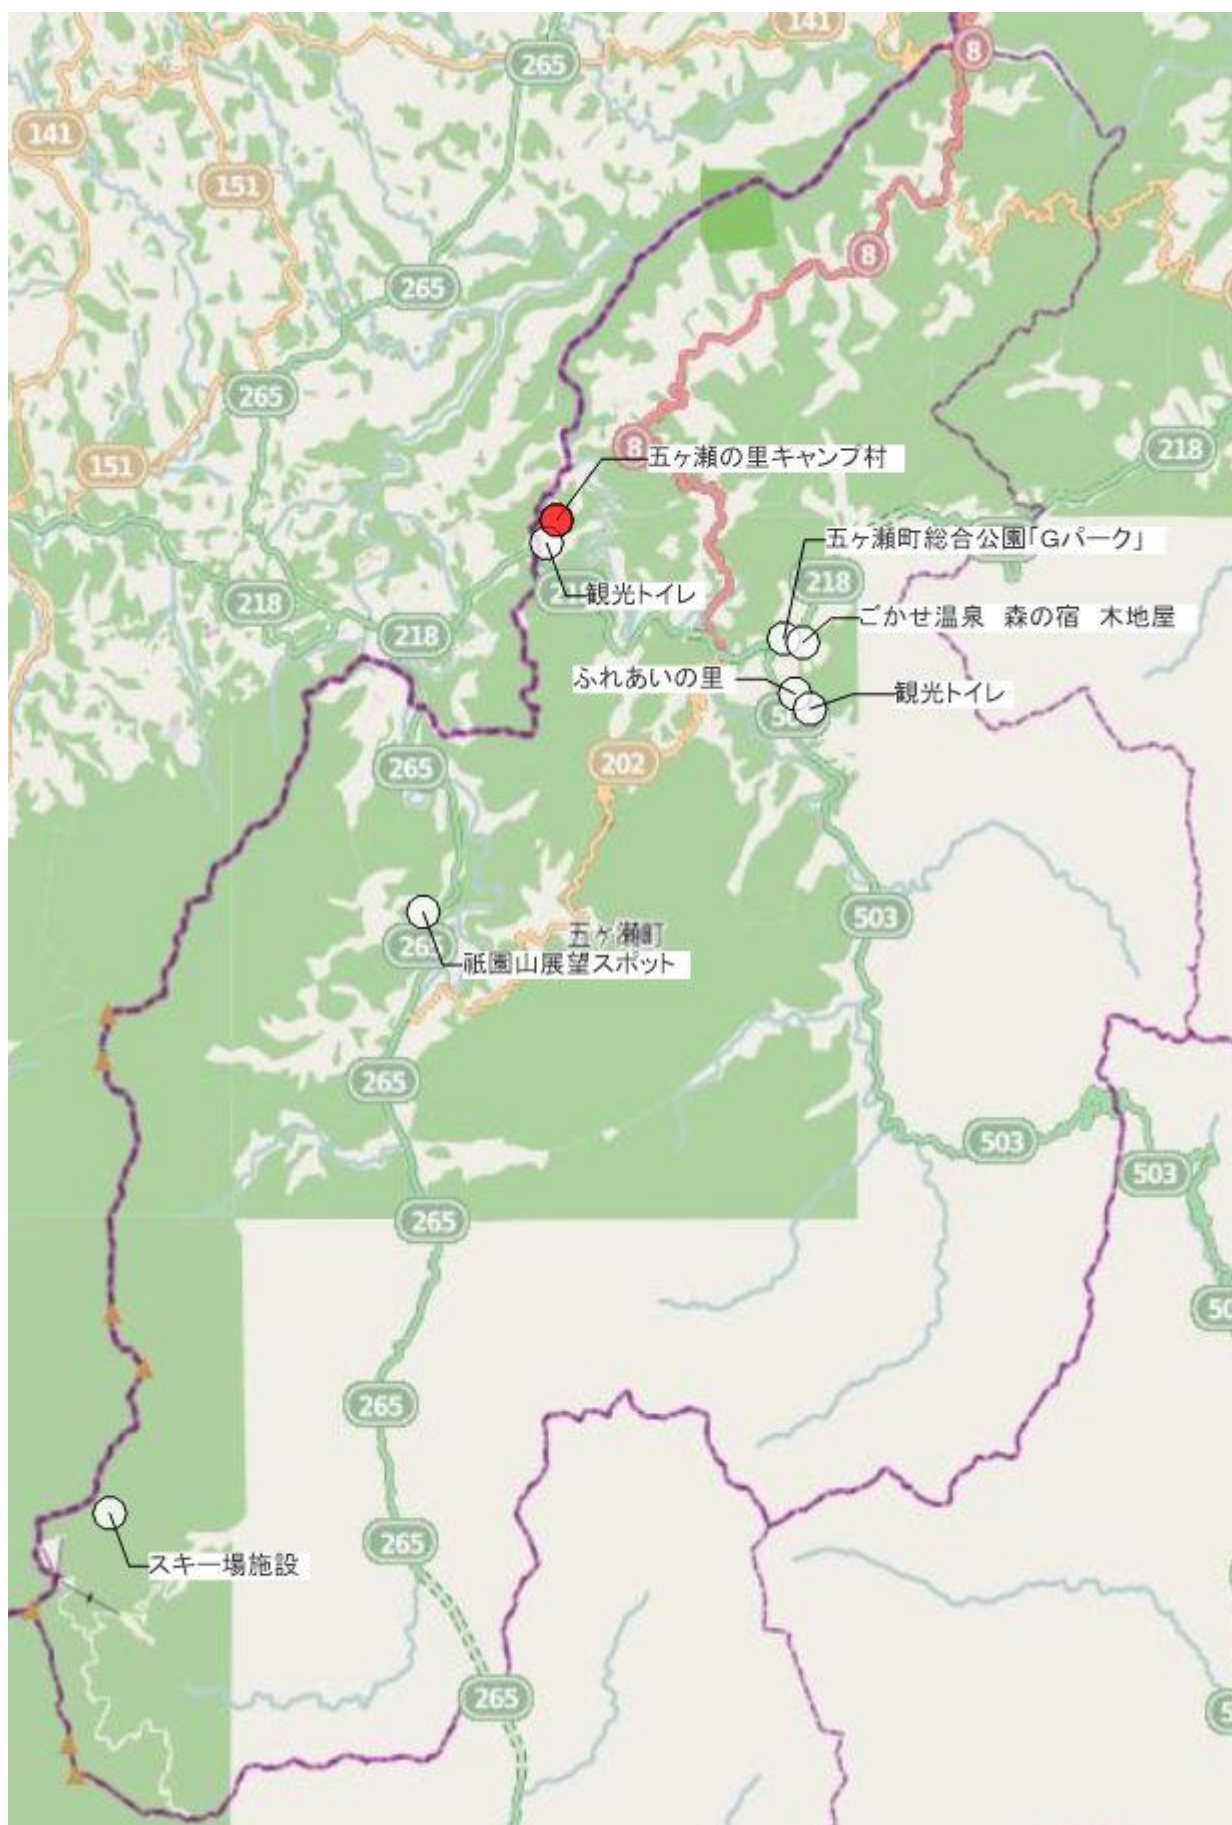 141
8
265
141
151
8
265
265
8
151
218
五ヶ瀬の里キャンプ村
五ヶ瀬町総合公園「Gパーク」
218
観光トイレ
218
218
ごかせ温泉　森の宿　木地屋
ふれあいの里
観光トイレ
265
202
503
五ヶ瀬町
祇園山展望スポット
265
503
503
265
265
265
スキー場施設
265